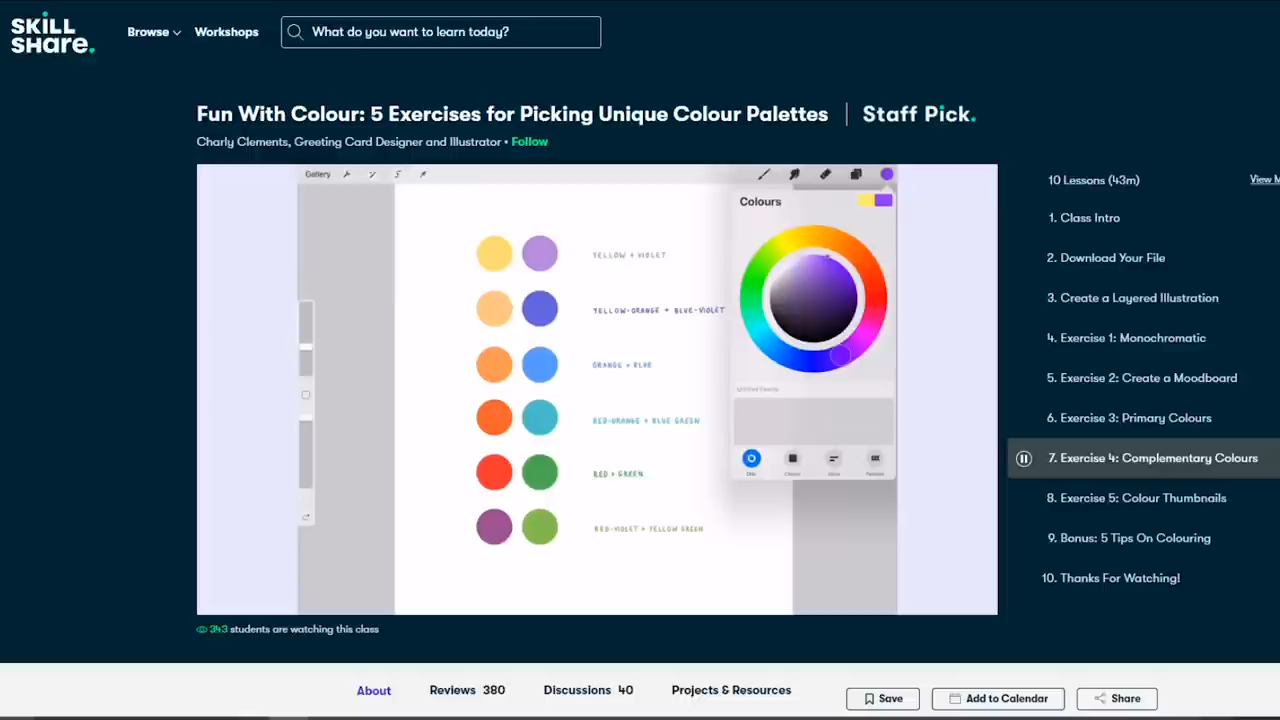 SKILL
SHare.
Browse
Workshops
What do you want to learn today?
Fun With Colour: 5 Exercises for Picking Unique Colour Palettes
Staff Pick.
Charly Clements, Greeting Card Designer and Illustrator • Follow
Gallery
Colours
YELLOW + VIOLET
YELLOW-ORANGE + BLUE-VIOLET
ORANGE + BLUE
RED-ORANGE + BLUE GREEN
RED + GREEN
RED-VIOLET + YELLOW GREEN
Disc
Classic
Value
Palettes
10 Lessons (43m)
View M
1. Class Intro
2. Download Your File
3. Create a Layered Illustration
4. Exercise 1: Monochromatic
5. Exercise 2: Create a Moodboard
6. Exercise 3: Primary Colours
7. Exercise 4: Complementary Colours
8. Exercise 5: Colour Thumbnails
9. Bonus: 5 Tips On Colouring
10. Thanks For Watching!
343 students are watching this class
About
Reviews 380
Discussions 40
Projects & Resources
Save
Add to Calendar
Share